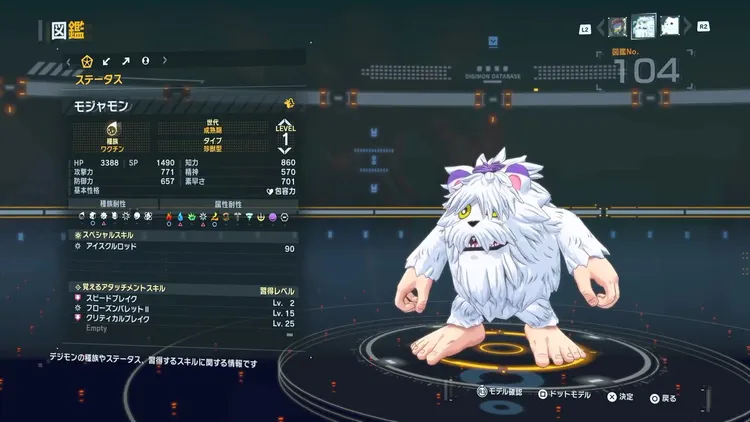 図鑑
ステータス
モジャモン
種族
ワクチン
世代
成熟期
タイプ
珍獣型
LEVEL
1
HP 3388 SP 1490 知力 860
攻撃力 771 精神 570
防御力 657 素早さ 701
基本性格 包容力
種族耐性 属性耐性
スペシャルスキル
アイスクルロッド 90
覚えるアタッチメントスキル 習得レベル
スピードブレイク Lv. 2
フローズンバレットⅡ Lv. 15
クリティカルブレイク Lv. 25
Empty
デジモンの種族やステータス、習得するスキルに関する情報です
L2 R2
図鑑No.
104
DIGIMON DATABASE
モデル確認 ドットモデル 決定 戻る